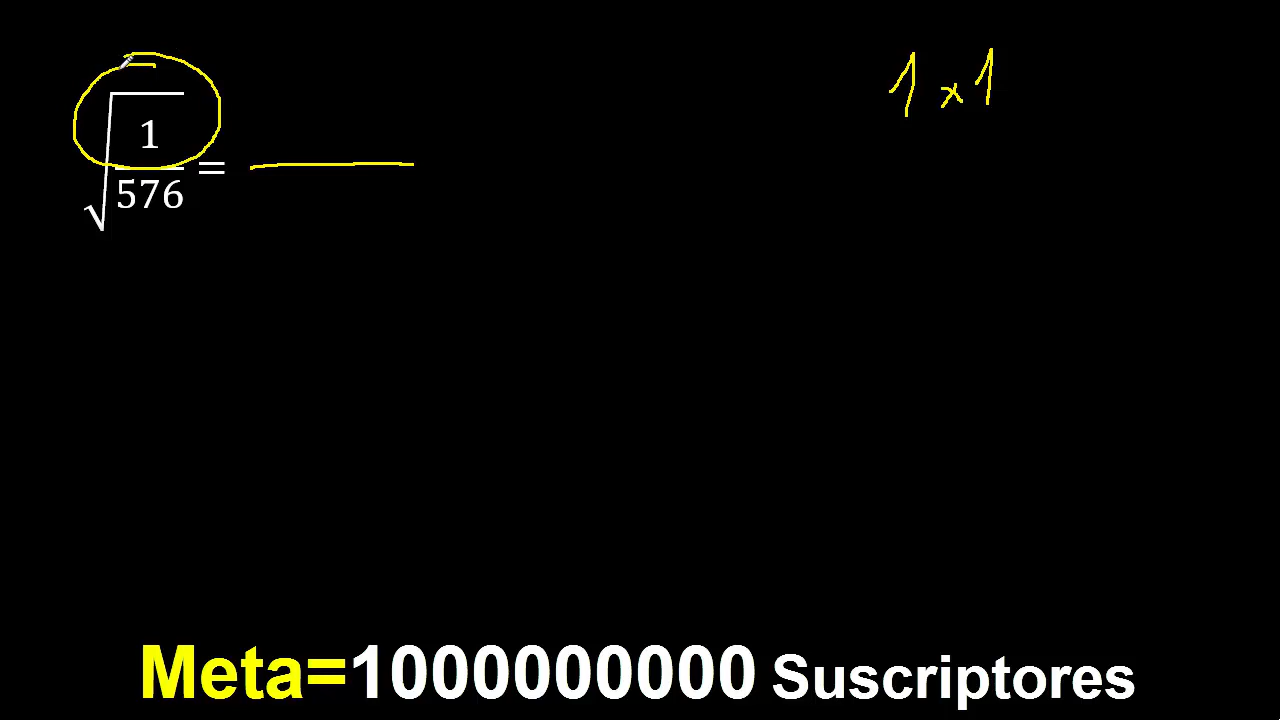 √(1/576) = 
1 x 1
Meta=1000000000 Suscriptores